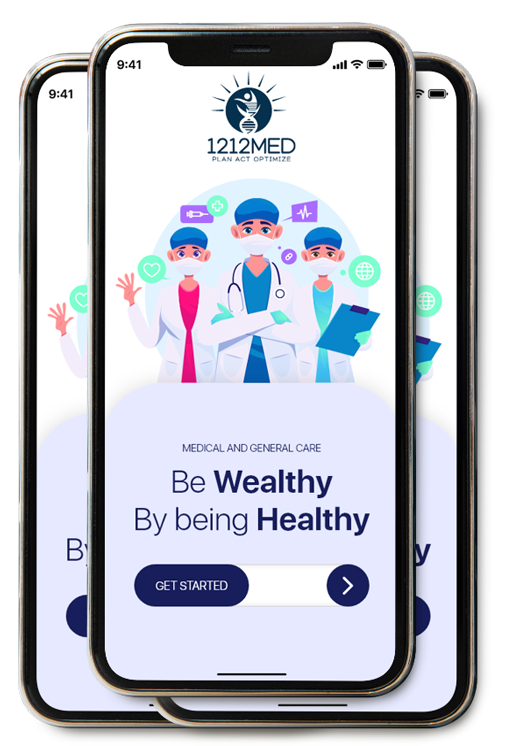 9:41
9:41
1212MED
PLAN ACT OPTIMIZE
MEDICAL AND GENERAL CARE
Be Wealthy
By being Healthy
By
y
GET STARTED